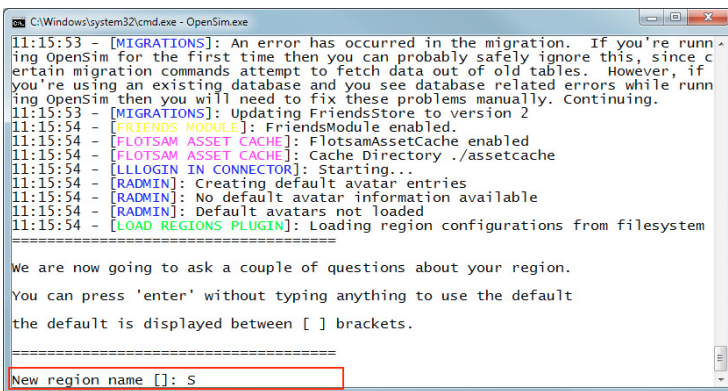 C:\Windows\system32\cmd.exe - OpenSim.exe
11:15:53 - [MIGRATIONS]: An error has occurred in the migration.  If you're runn
ing OpenSim for the first time then you can probably safely ignore this, since c
ertain migration commands attempt to fetch data out of old tables.  However, if
you're using an existing database and you see database related errors while runn
ing OpenSim then you will need to fix these problems manually. Continuing.
11:15:53 - [MIGRATIONS]: Updating FriendsStore to version 2
11:15:54 - [FRIENDS MODULE]: FriendsModule enabled.
11:15:54 - [FLOTSAM ASSET CACHE]: FlotsamAssetCache enabled
11:15:54 - [FLOTSAM ASSET CACHE]: Cache Directory ./assetcache
11:15:54 - [LLLOGIN IN CONNECTOR]: Starting...
11:15:54 - [RADMIN]: Creating default avatar entries
11:15:54 - [RADMIN]: No default avatar information available
11:15:54 - [RADMIN]: Default avatars not loaded
11:15:54 - [LOAD REGIONS PLUGIN]: Loading region configurations from filesystem
=====================================
We are now going to ask a couple of questions about your region.
You can press 'enter' without typing anything to use the default
the default is displayed between [ ] brackets.
=====================================
New region name []: S